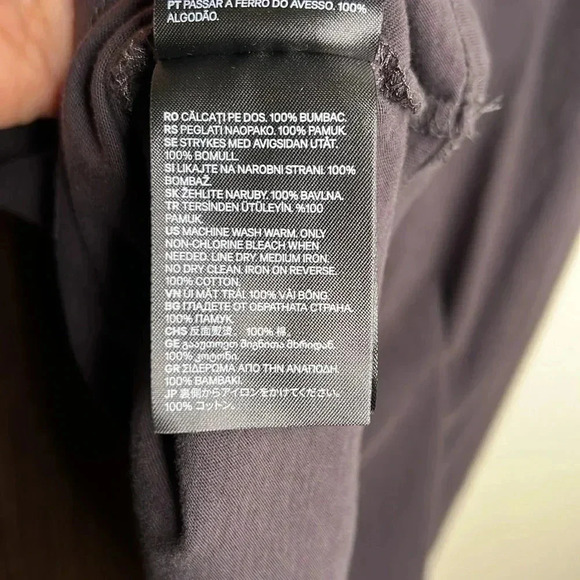 PT PASSAR A FERRO DO AVESSO. 100%
ALGODÃO.
RO CĂLCAȚI PE DOS. 100% BUMBAC.
RS PEGLATI NAOPAKO. 100% PAMUK.
SE STRYKES MED AVIGSIDAN UTÅT.
100% BOMULL.
SI LIKAJTE NA NAROBNI STRANI. 100%
BOMBAŽ.
SK ŽEHLITE NARUBY. 100% BAVLNA.
TR TERSİNDEN ÜTÜLEYİN. %100
PAMUK.
US MACHINE WASH WARM. ONLY
NON-CHLORINE BLEACH WHEN
NEEDED. LINE DRY. MEDIUM IRON.
NO DRY CLEAN. IRON ON REVERSE.
100% COTTON.
VN ỦI MẶT TRÁI. 100% VẢI BÔNG.
BG ГЛАДЕТЕ ОТ ОБРАТНАТА СТРАНА.
100% ПАМУК.
CHS 反面熨烫 100% 棉.
GE გააუთოეთ შიგნითა მხრიდან.
100% კოტონი.
GR ΣΙΔΕΡΩΜΑ ΑΠΟ ΤΗΝ ΑΝΑΠΟΔΗ.
100% ΒΑΜΒΑΚΙ.
JP 裏側からアイロンをかけてください.
100% コットン.